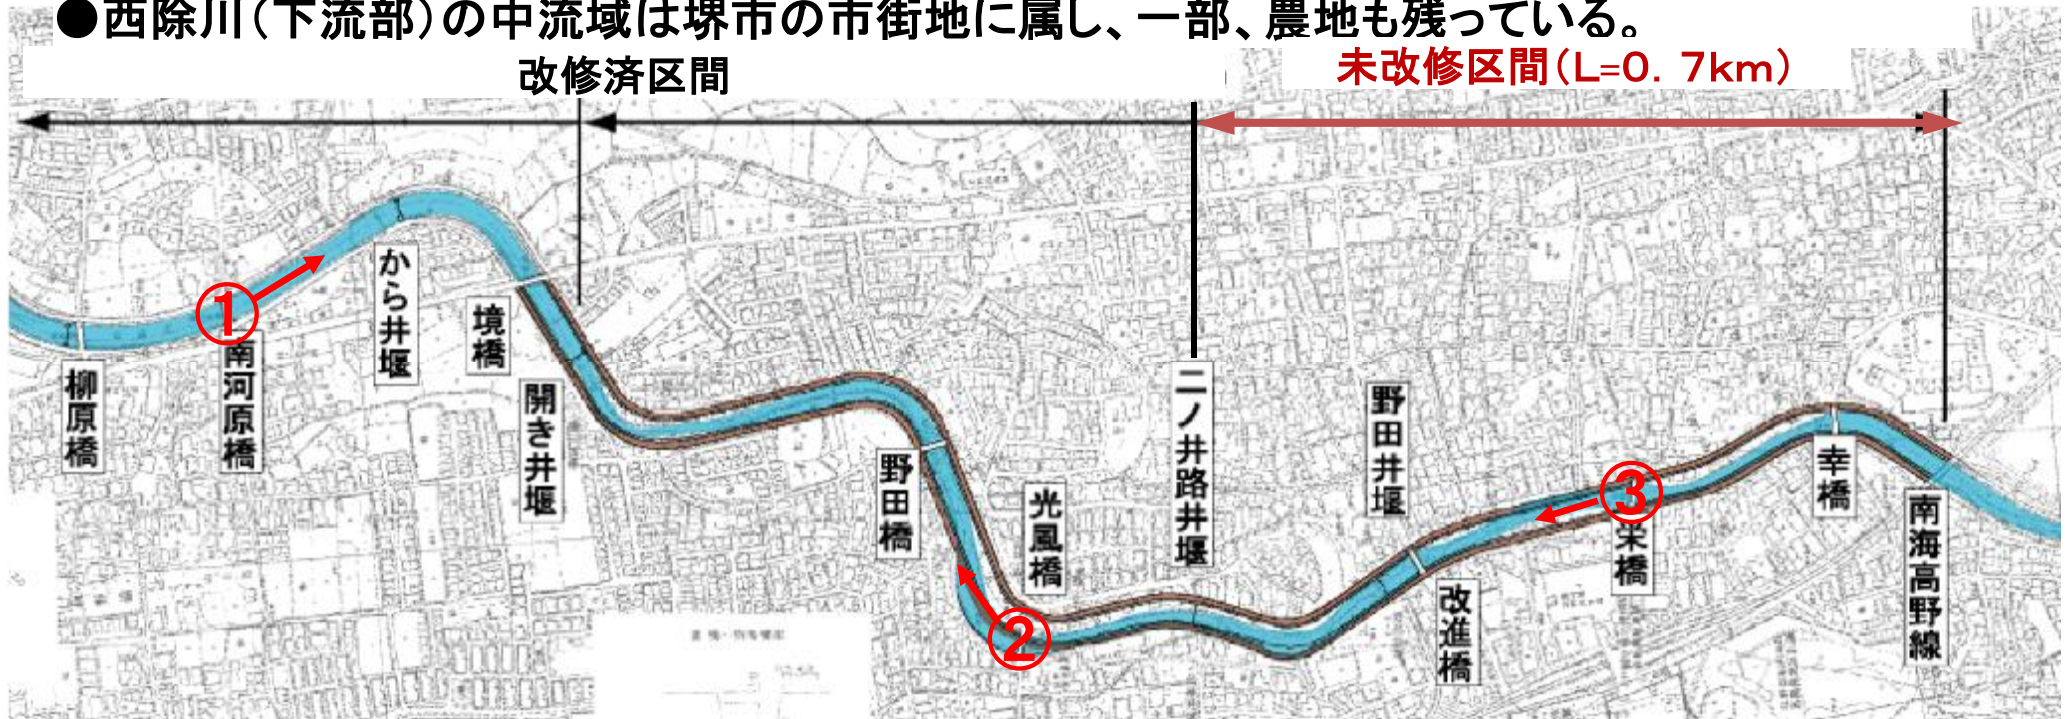 ●西除川(下流部)の中流域は堺市の市街地に属し、一部、農地も残っている。
改修済区間
未改修区間(L=0．7km)
①
から井堰
境橋
南河原橋
柳原橋
開き井堰
野田橋
光風橋
②
二ノ井路井堰
野田井堰
改進橋
③
栄橋
幸橋
南海高野線